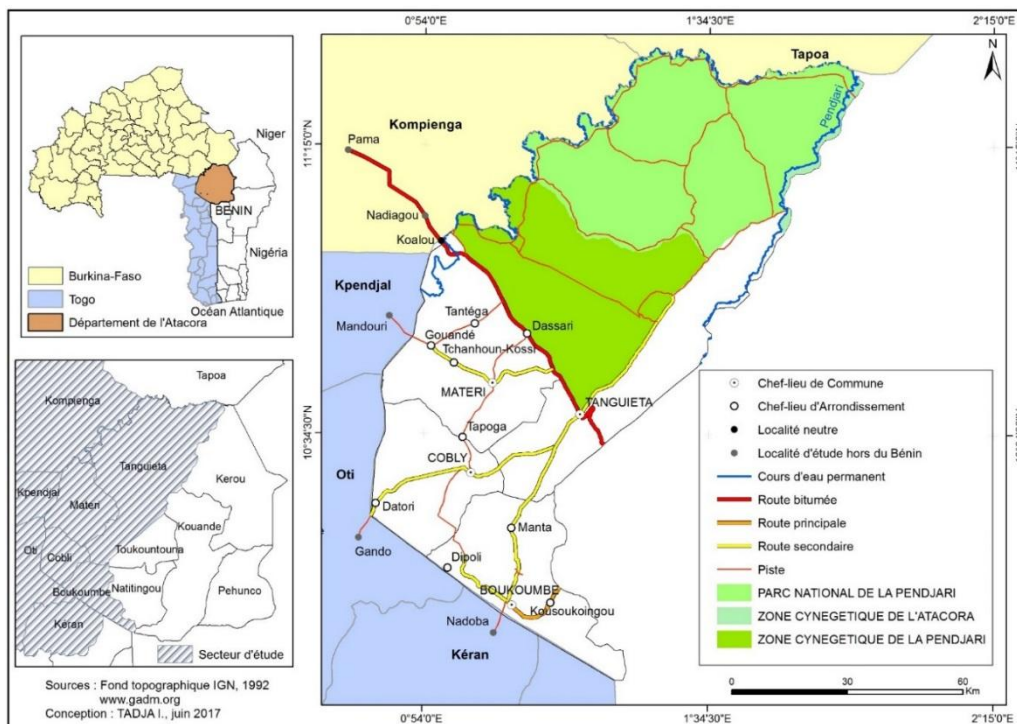 0°54'0"E
1°34'30"E
2°15'0"E
N
Tapoa
Pendjari
Kompienga
Pama
11°15'0"N
Nadiagou
Koalou
Kpendjal
Mandouri
Tantéga
Gouandé
Tchanhoun-Kossi
Dassari
MATERI
TANGUIETA
10°34'30"N
Tapoga
COBLY
Oti
Datori
Manta
Gando
Dipoli
BOUKOUMBE
Kousoukoingou
Nadoba
Kéran
0°54'0"E
1°34'30"E
2°15'0"E
Niger
BENIN
Nigéria
Océan Atlantique
Burkina-Faso
Togo
Département de l'Atacora
Tapoa
Kompienga
Tanguieta
Kerou
Kpendjal
Materi
Kouande
Oti
Cobli
Toukountouna
Boukoumbe
Natitingou
Pehunco
Kéran
Secteur d'étude
Sources : Fond topographique IGN, 1992
www.gadm.org
Conception : TADJA I., juin 2017
Chef-lieu de Commune
Chef-lieu d'Arrondissement
Localité neutre
Localité d'étude hors du Bénin
Cours d'eau permanent
Route bitumée
Route principale
Route secondaire
Piste
PARC NATIONAL DE LA PENDJARI
ZONE CYNEGETIQUE DE L'ATACORA
ZONE CYNEGETIQUE DE LA PENDJARI
0 30 60
Km